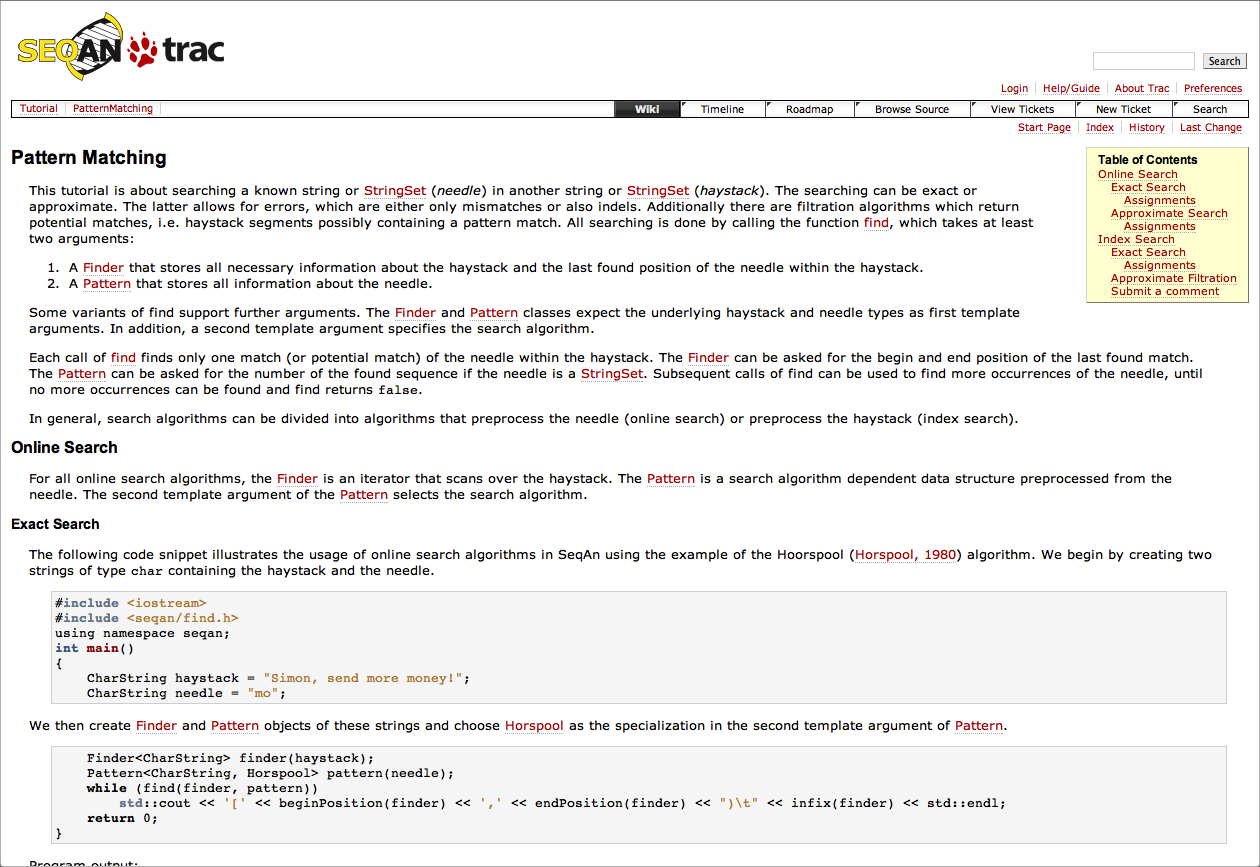 SEQAN trac
Search
Login Help/Guide About Trac Preferences
Tutorial PatternMatching Wiki Timeline Roadmap Browse Source View Tickets New Ticket Search
Start Page Index History Last Change
Pattern Matching
Table of Contents
Online Search
Exact Search
Assignments
Approximate Search
Assignments
Index Search
Exact Search
Assignments
Approximate Filtration
Submit a comment
This tutorial is about searching a known string or StringSet (needle) in another string or StringSet (haystack). The searching can be exact or
approximate. The latter allows for errors, which are either only mismatches or also indels. Additionally there are filtration algorithms which return
potential matches, i.e. haystack segments possibly containing a pattern match. All searching is done by calling the function find, which takes at least
two arguments:
1. A Finder that stores all necessary information about the haystack and the last found position of the needle within the haystack.
2. A Pattern that stores all information about the needle.
Some variants of find support further arguments. The Finder and Pattern classes expect the underlying haystack and needle types as first template
arguments. In addition, a second template argument specifies the search algorithm.
Each call of find finds only one match (or potential match) of the needle within the haystack. The Finder can be asked for the begin and end position of the last found match.
The Pattern can be asked for the number of the found sequence if the needle is a StringSet. Subsequent calls of find can be used to find more occurrences of the needle, until
no more occurrences can be found and find returns false.
In general, search algorithms can be divided into algorithms that preprocess the needle (online search) or preprocess the haystack (index search).
Online Search
For all online search algorithms, the Finder is an iterator that scans over the haystack. The Pattern is a search algorithm dependent data structure preprocessed from the
needle. The second template argument of the Pattern selects the search algorithm.
Exact Search
The following code snippet illustrates the usage of online search algorithms in SeqAn using the example of the Hoorspool (Horspool, 1980) algorithm. We begin by creating two
strings of type char containing the haystack and the needle.
#include <iostream>
#include <seqan/find.h>
using namespace seqan;
int main()
{
    CharString haystack = "Simon, send more money!";
    CharString needle = "mo";
We then create Finder and Pattern objects of these strings and choose Horspool as the specialization in the second template argument of Pattern.
    Finder<CharString> finder(haystack);
    Pattern<CharString, Horspool> pattern(needle);
    while (find(finder, pattern))
        std::cout << '[' << beginPosition(finder) << ',' << endPosition(finder) << ")\t" << infix(finder) << std::endl;
    return 0;
}
Program output: